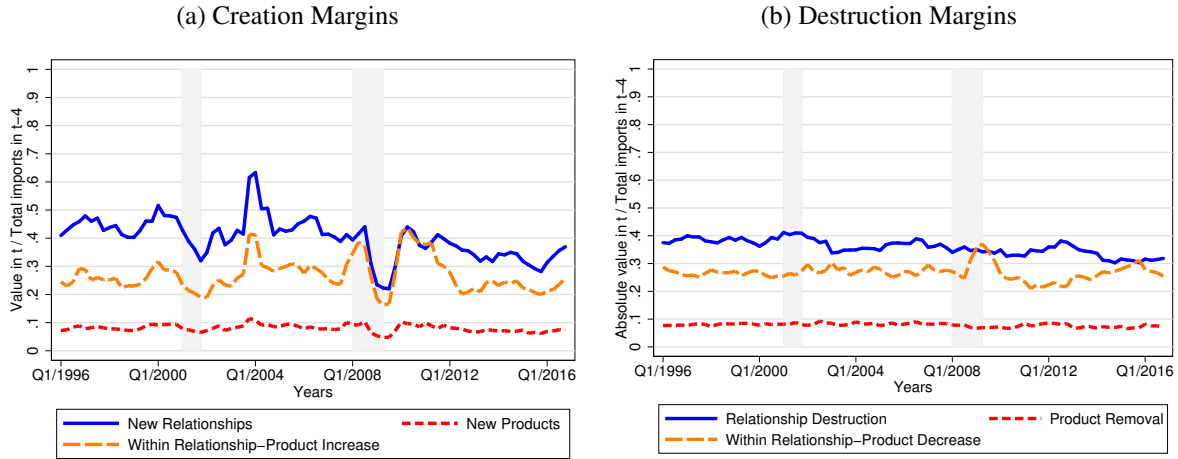 (a) Creation Margins
Value in t / Total imports in t−4
1
.9
.8
.7
.6
.5
.4
.3
.2
.1
0
Q1/1996
Q1/2000
Q1/2004
Q1/2008
Q1/2012
Q1/2016
Years
New Relationships
New Products
Within Relationship−Product Increase
(b) Destruction Margins
Absolute value in t / Total imports in t−4
1
.9
.8
.7
.6
.5
.4
.3
.2
.1
0
Q1/1996
Q1/2000
Q1/2004
Q1/2008
Q1/2012
Q1/2016
Years
Relationship Destruction
Product Removal
Within Relationship−Product Decrease